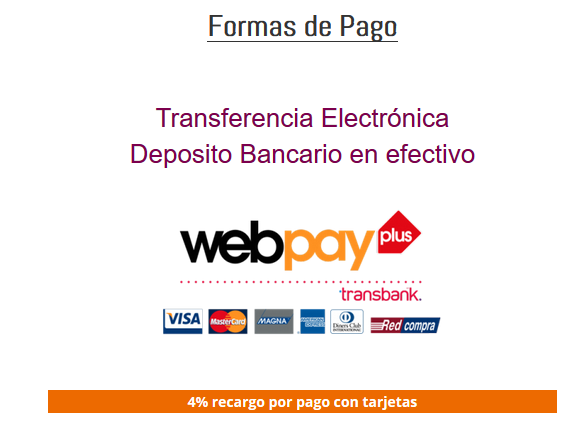 Formas de Pago
Transferencia Electrónica
Deposito Bancario en efectivo
webpay plus
transbank.
VISA MasterCard MAGNA AMERICAN EXPRESS Diners Club INTERNATIONAL Red compra
4% recargo por pago con tarjetas